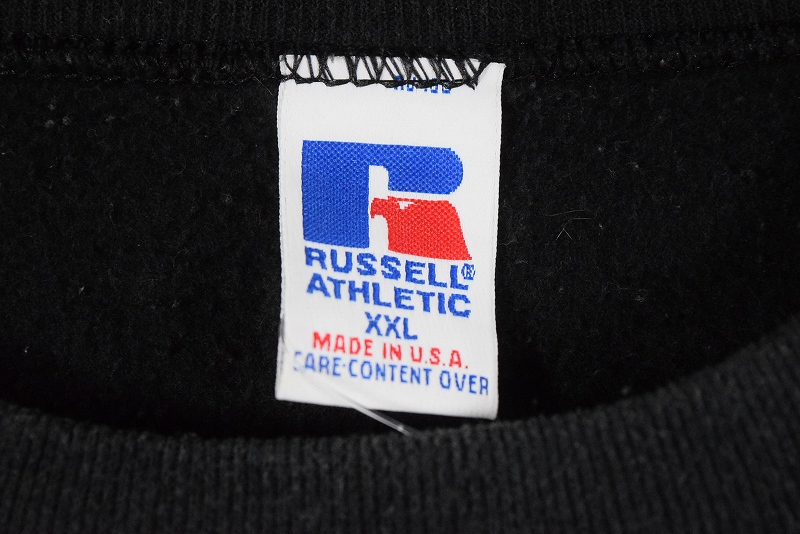 RUSSELL®
ATHLETIC
XXL
MADE IN U.S.A.
CARE·CONTENT OVER